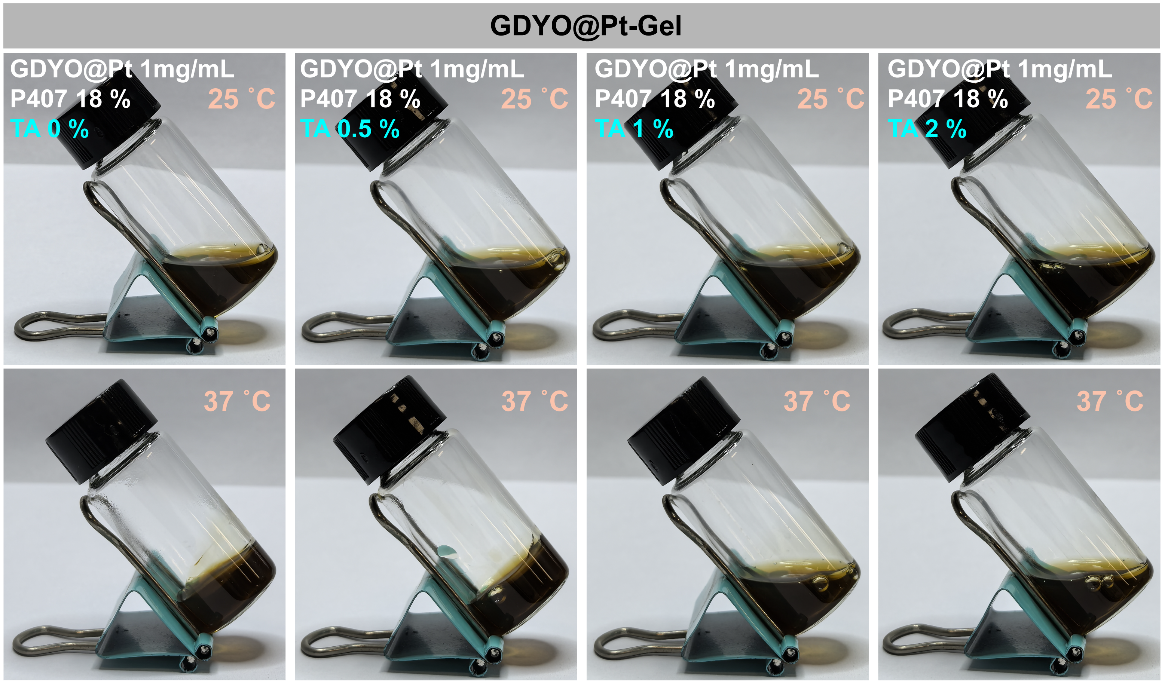 GDYO@Pt-Gel
GDYO@Pt 1mg/mL
P407 18 %
25 ˚C
TA 0 %
GDYO@Pt 1mg/mL
P407 18 %
25 ˚C
TA 0.5 %
GDYO@Pt 1mg/mL
P407 18 %
25 ˚C
TA 1 %
GDYO@Pt 1mg/mL
P407 18 %
25 ˚C
TA 2 %
37 ˚C
37 ˚C
37 ˚C
37 ˚C